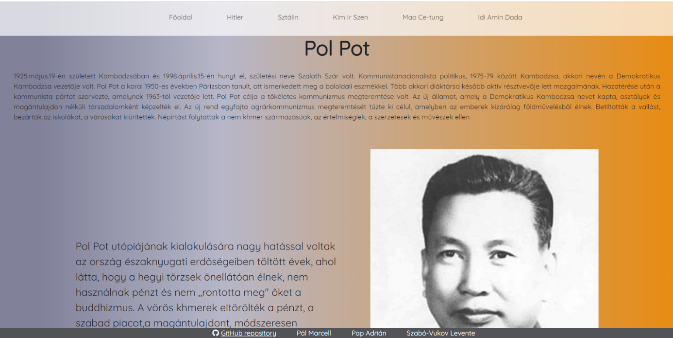 Főoldal Hitler Sztálin Kim Ir Szen Mao Ce-tung Idi Amin Dada
Pol Pot
1925.május.19-én született Kambodzsában és 1998.április.15-én hunyt el, születési neve Szaloth Szár volt. Kommunistanacionalista politikus, 1975-79 között Kambodzsa, akkori nevén a Demokratikus
Kambodzsa vezetője volt. Pol Pot a korai 1950-es években Párizsban tanult, ott ismerkedett meg a baloldali eszmékkel. Több akkori diáktársa később aktív résztvevője lett mozgalmának. Hazatérése után a
kommunista pártot szervezte, amelynek 1963-tól vezetője lett. Pol Pot célja a tökéletes kommunizmus megteremtése volt. Az új államot, amely a Demokratikus Kambodzsa nevet kapta, osztályok és
magántulajdon nélküli társadalomként képzelték el. Az új rend egyfajta agrárkommunizmus megteremtését tűzte ki célul, amelyben az emberek kizárólag földművelésből élnek. Betiltották a vallást,
bezárták az iskolákat, a városokat kiürítették. Népirtást folytattak a nem khmer származásúak, az értelmiségiek, a szerzetesek és művészek ellen.
Pol Pot utópiájának kialakulására nagy hatással voltak
az ország északnyugati erdőségeiben töltött évek, ahol
látta, hogy a hegyi törzsek önellátóan élnek, nem
használnak pénzt és nem „rontotta meg" őket a
buddhizmus. A vörös khmerek eltörölték a pénzt, a
szabad piacot,a magántulajdont, módszeresen
GitHub repository Pál Marcell Pap Adrián Szabó-Vukov Levente